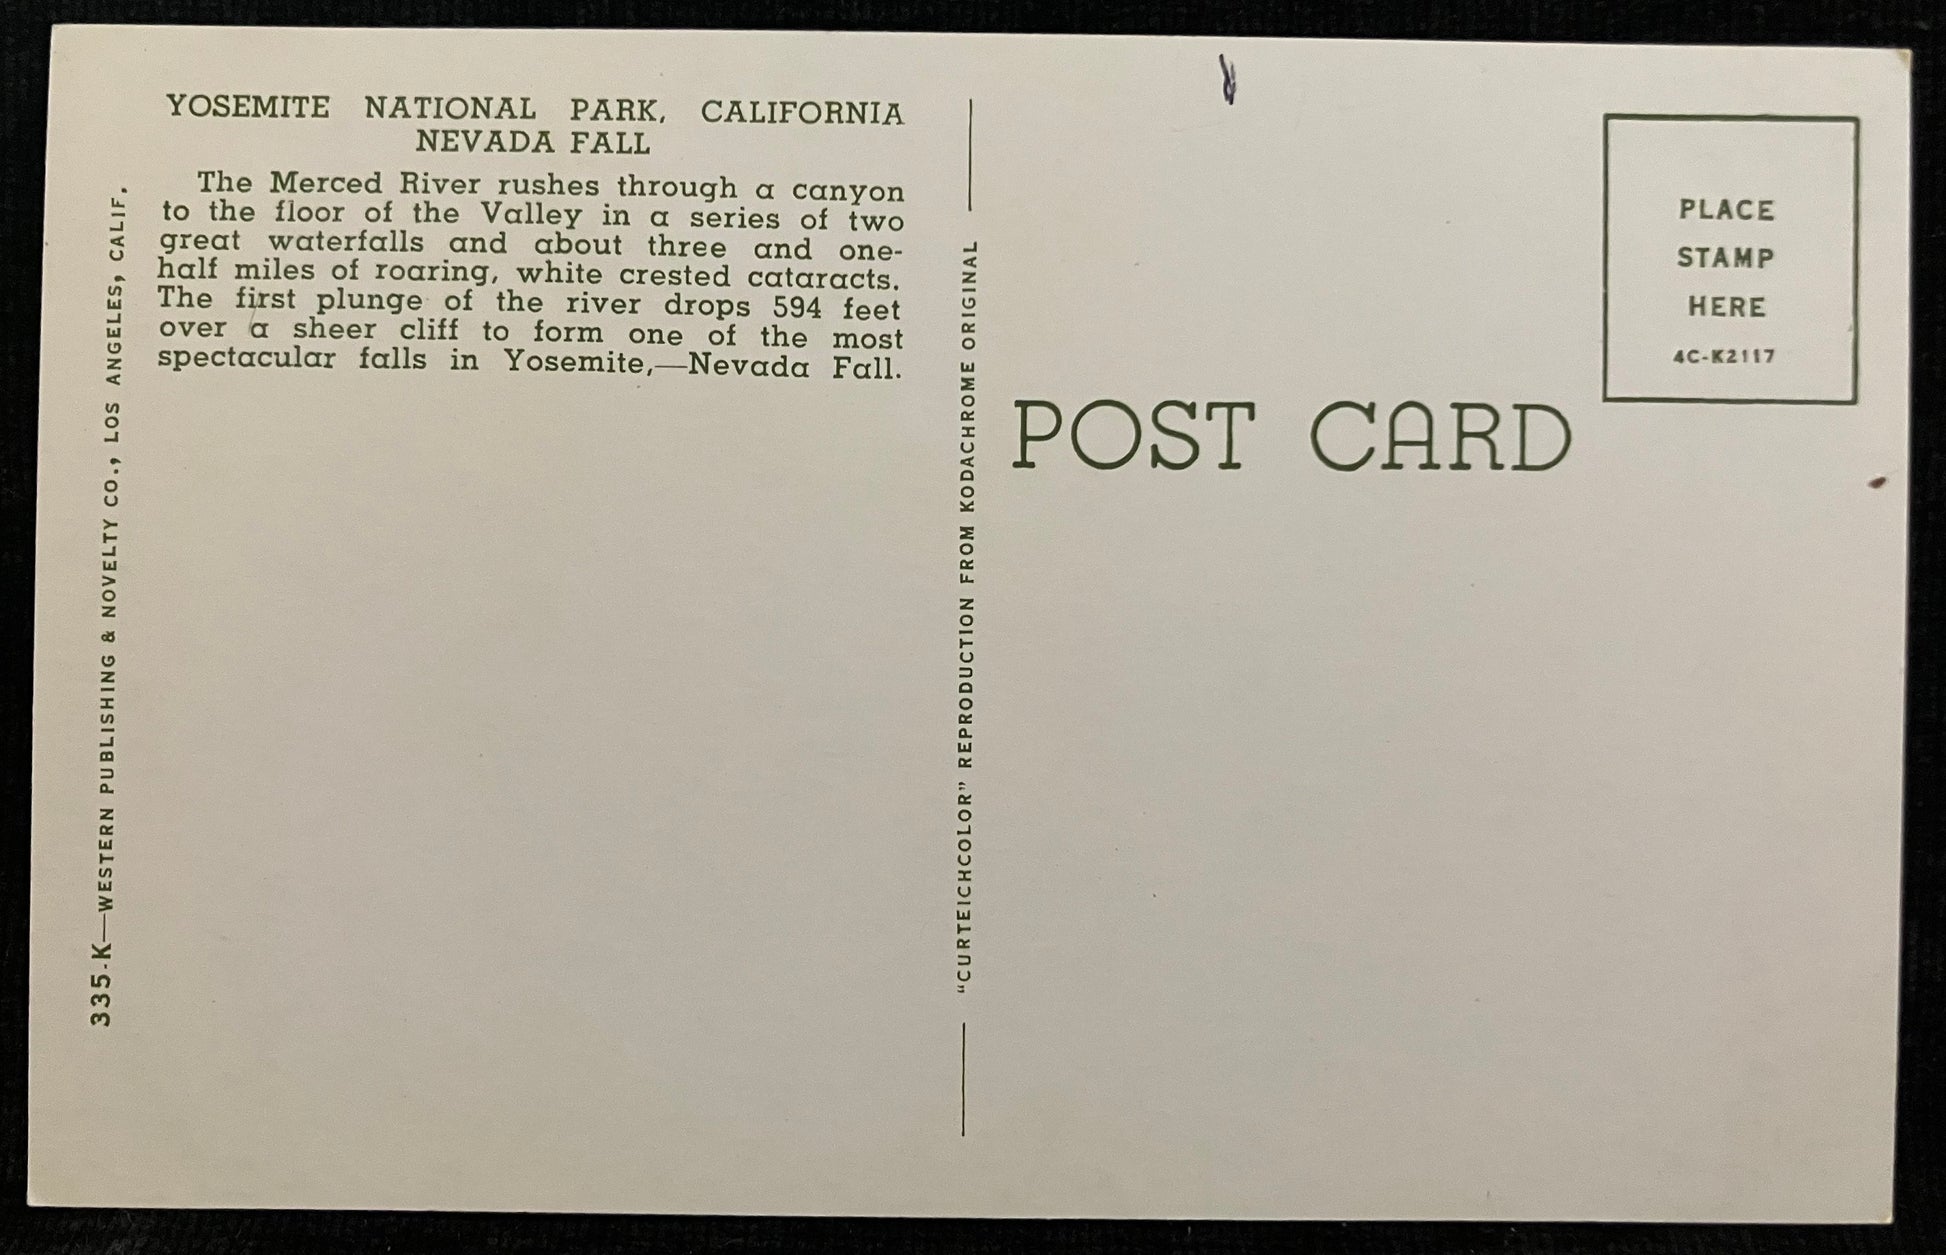 YOSEMITE NATIONAL PARK, CALIFORNIA
NEVADA FALL
The Merced River rushes through a canyon
to the floor of the Valley in a series of two
great waterfalls and about three and one-
half miles of roaring, white crested cataracts.
The first plunge of the river drops 594 feet
over a sheer cliff to form one of the most
spectacular falls in Yosemite,—Nevada Fall.
335-K—WESTERN PUBLISHING & NOVELTY CO., LOS ANGELES, CALIF.
"CURTEICHCOLOR" REPRODUCTION FROM KODACHROME ORIGINAL
POST CARD
PLACE
STAMP
HERE
4C-K2117